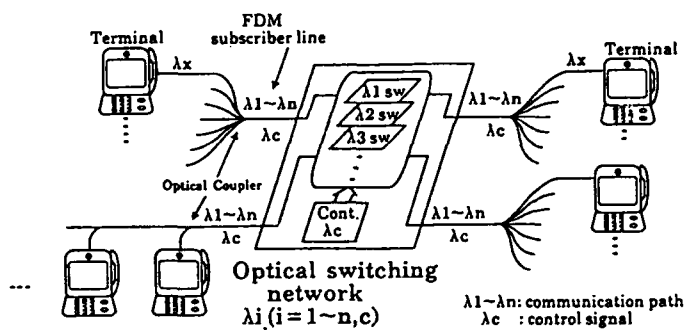 FDM
subscriber line
Terminal
λx
λ1~λn
λc
λ1 sw
λ2 sw
λ3 sw
λ1~λn
λc
λx
Terminal
Optical Coupler
λ1~λn
λc
Cont.
λc
λ1~λn
λc
Optical switching
network
λi (i = 1~n,c)
λ1~λn: communication path
λc : control signal